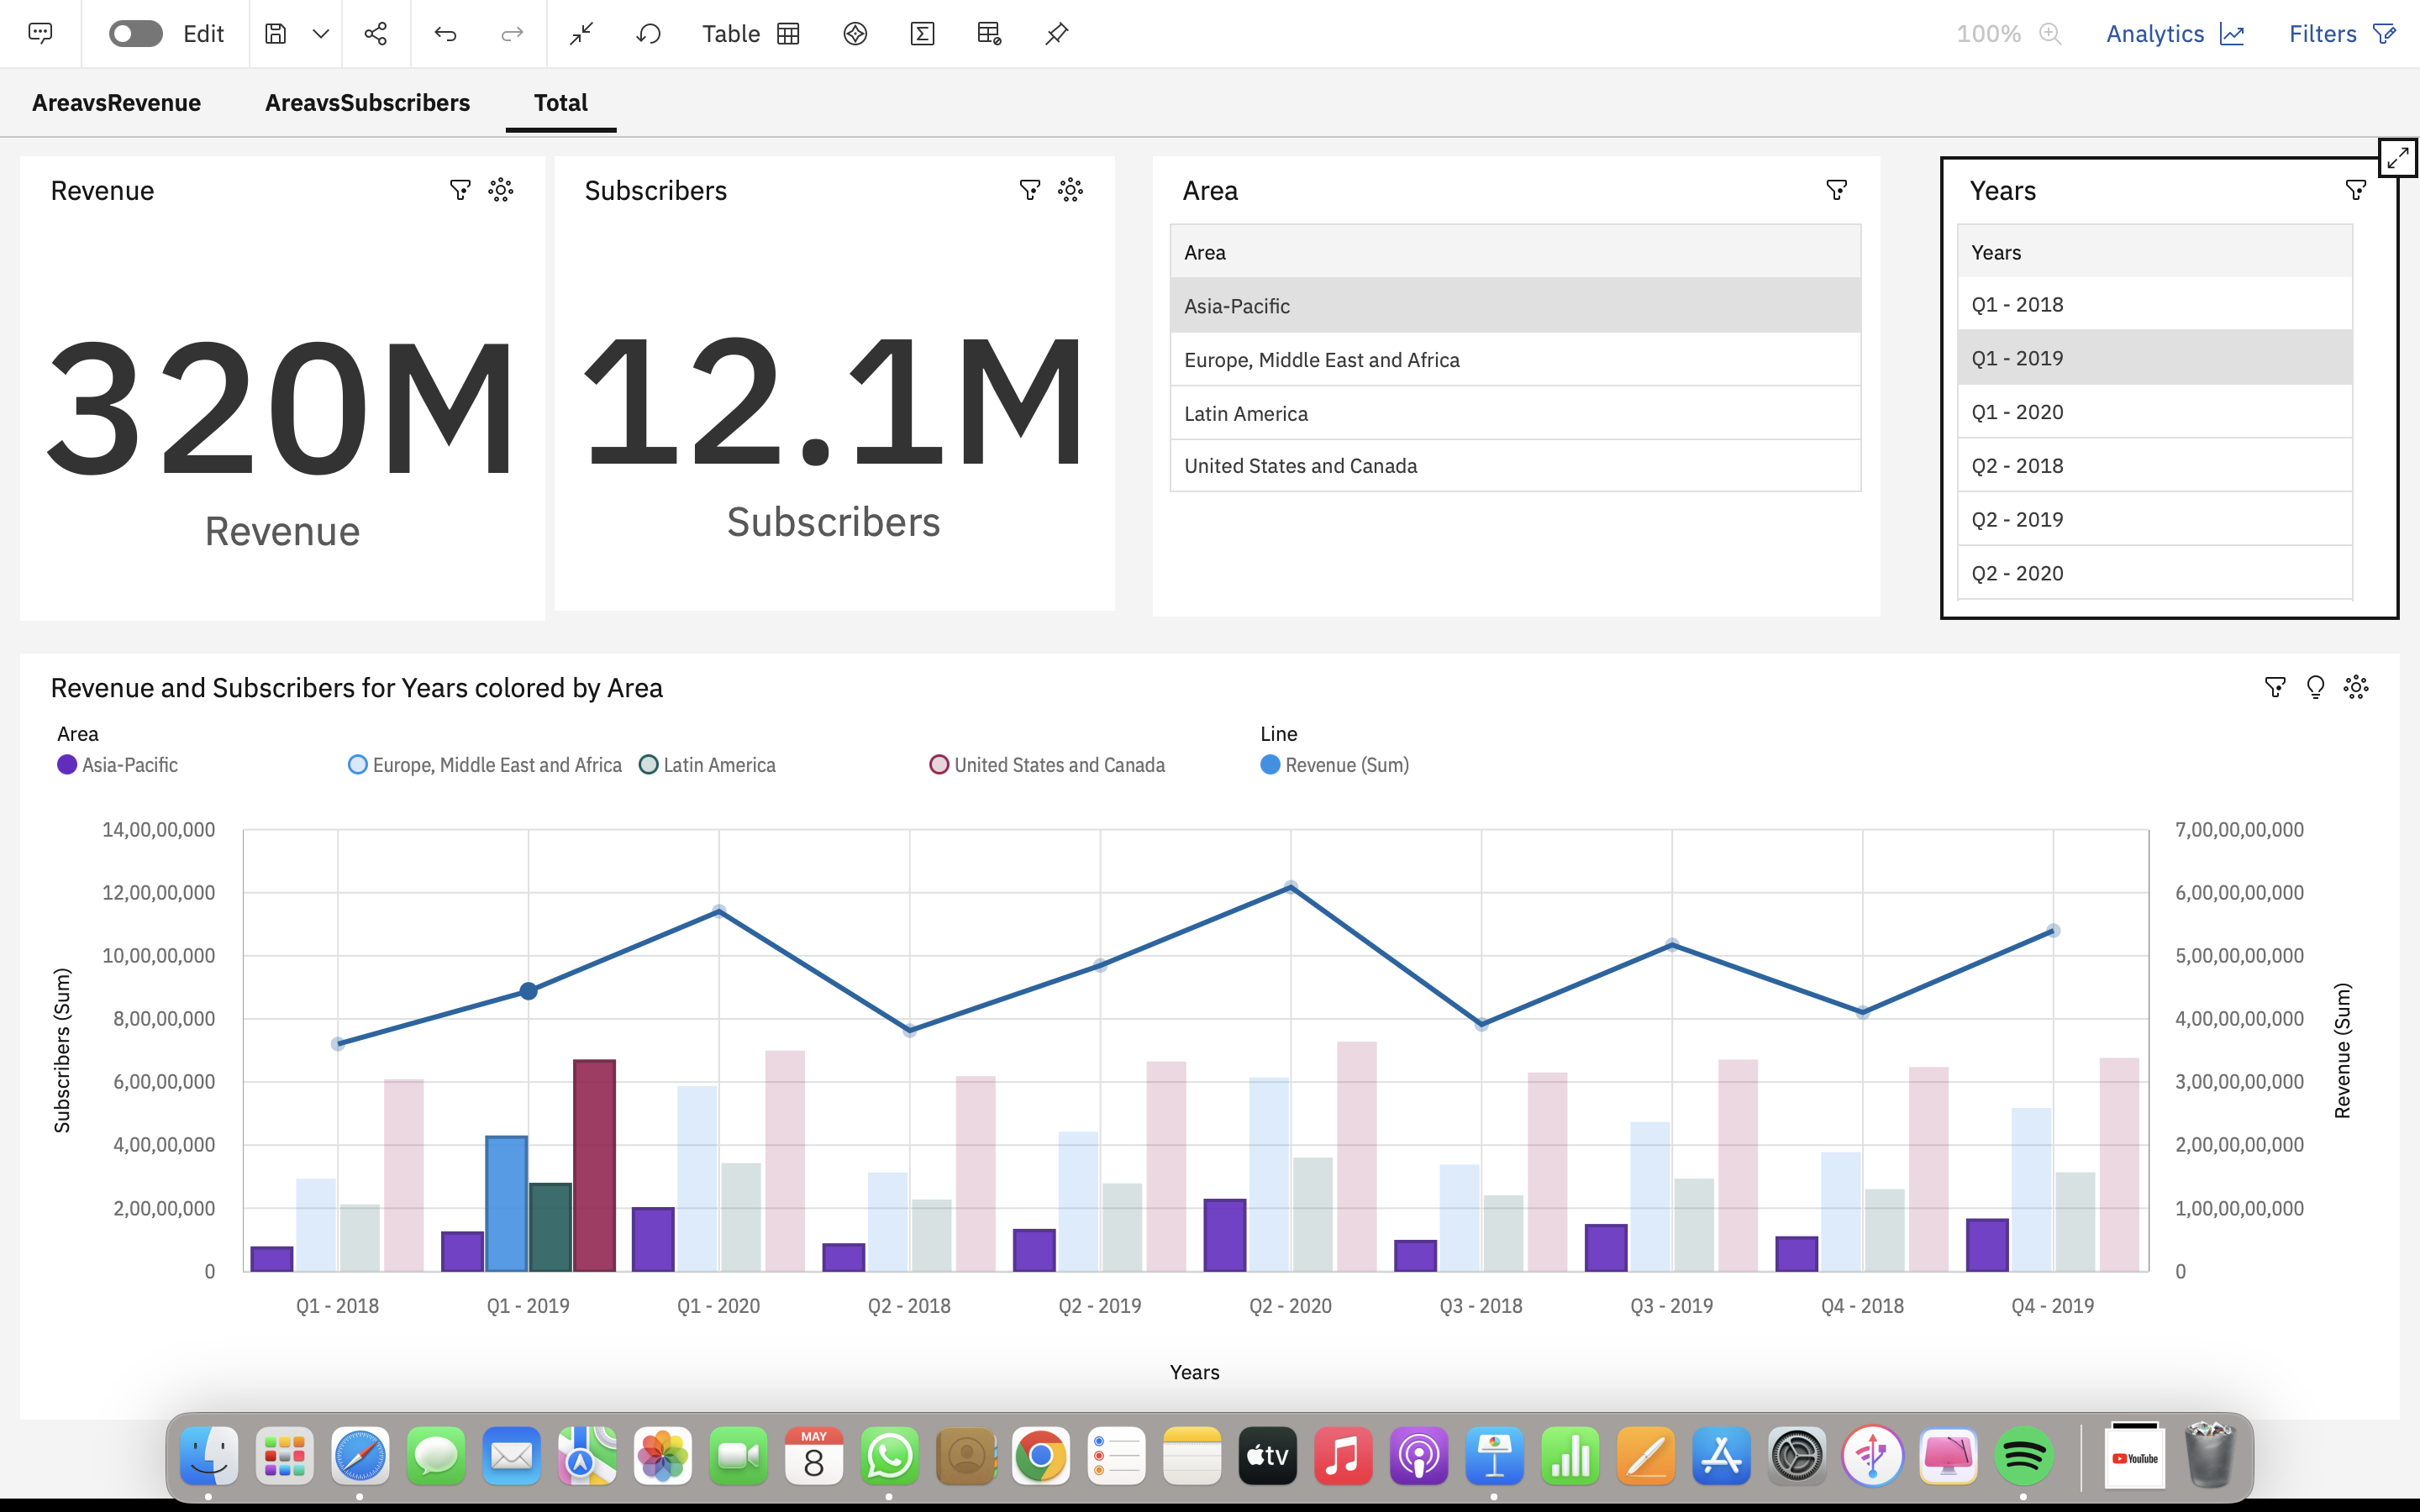 Edit
Table
100%
Analytics
Filters
AreavsRevenue
AreavsSubscribers
Total
Revenue
320M
Revenue
Subscribers
12.1M
Subscribers
Area
Area
Asia-Pacific
Europe, Middle East and Africa
Latin America
United States and Canada
Years
Years
Q1 - 2018
Q1 - 2019
Q1 - 2020
Q2 - 2018
Q2 - 2019
Q2 - 2020
Revenue and Subscribers for Years colored by Area
Area
Asia-Pacific
Europe, Middle East and Africa
Latin America
United States and Canada
Line
Revenue (Sum)
Subscribers (Sum)
14,00,00,000
12,00,00,000
10,00,00,000
8,00,00,000
6,00,00,000
4,00,00,000
2,00,00,000
0
7,00,00,00,000
6,00,00,00,000
5,00,00,00,000
4,00,00,00,000
3,00,00,00,000
2,00,00,00,000
1,00,00,00,000
0
Revenue (Sum)
Q1 - 2018
Q1 - 2019
Q1 - 2020
Q2 - 2018
Q2 - 2019
Q2 - 2020
Q3 - 2018
Q3 - 2019
Q4 - 2018
Q4 - 2019
Years
MAY
8
tv
YouTube